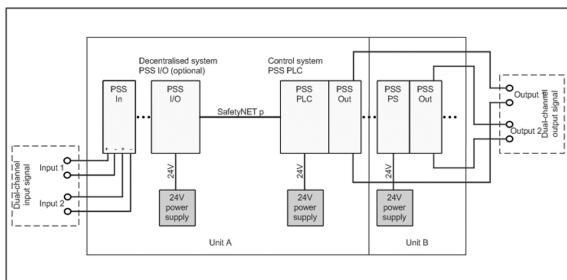 Decentralised system
PSS I/O (optional)
Control system
PSS PLC
PSS
In
+ - + -
PSS
I/O
SafetyNET p
PSS
PLC
PSS
Out
PSS
PS
PSS
Out
Output 1
Output 2
Dual-channel
output signal
Dual-channel
input signal
Input 1
Input 2
24V
24V
24V
24V
power
supply
24V
power
supply
24V
power
supply
Unit A
Unit B